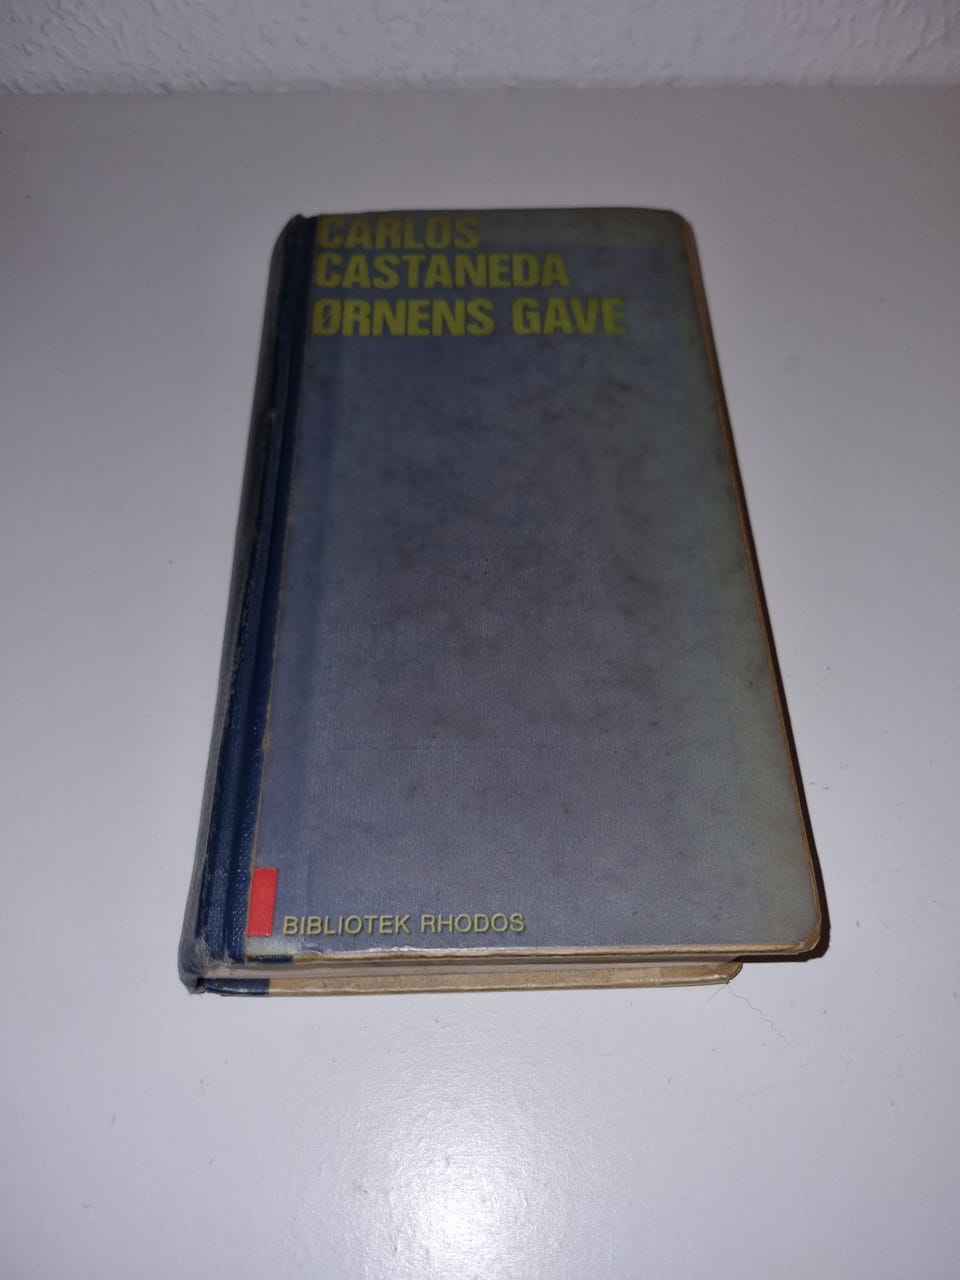 CARLOS
CASTANEDA
ØRNENS GAVE
BIBLIOTEK RHODOS